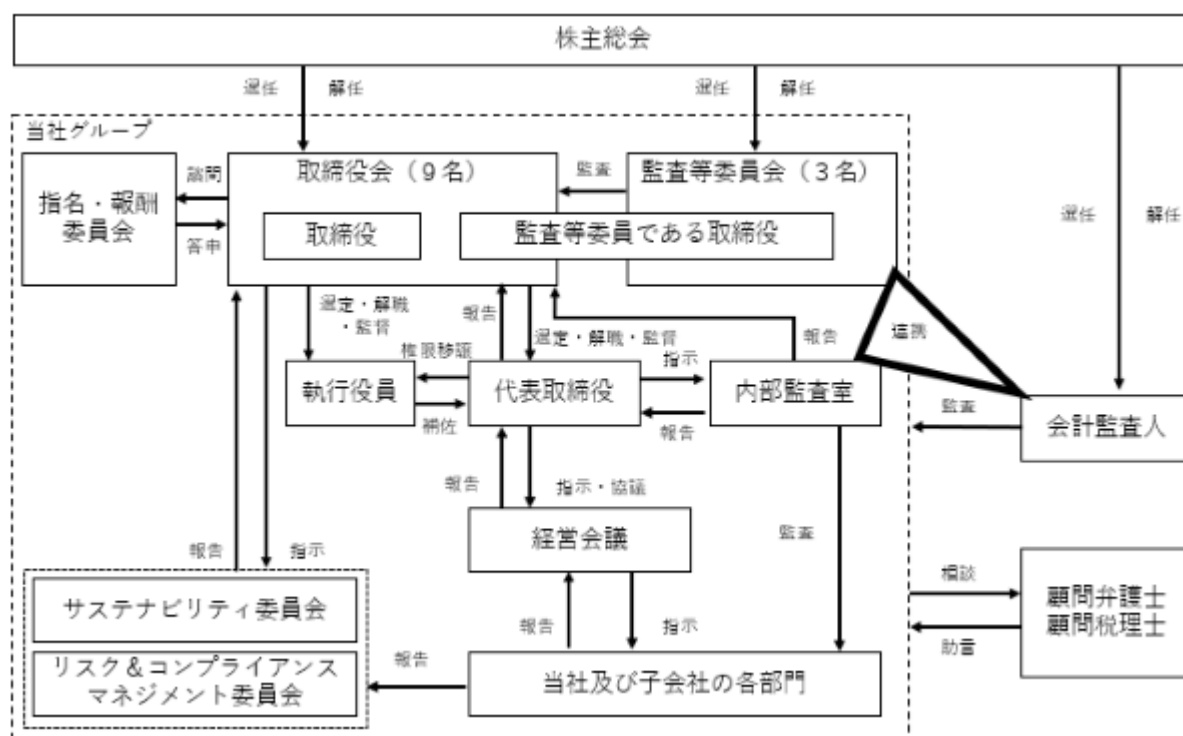 株主総会
選任
解任
選任
解任
選任
解任
当社グループ
指名・報酬
委員会
諮問
答申
取締役会（９名）
取締役
監査
監査等委員会（３名）
監査等委員である取締役
選定・解職
・監督
報告
選定・解職・監督
報告
連携
執行役員
権限移譲
補佐
代表取締役
指示
報告
内部監査室
監査
会計監査人
報告
指示・協議
経営会議
監査
報告
指示
報告
指示
サステナビリティ委員会
リスク＆コンプライアンス
マネジメント委員会
報告
当社及び子会社の各部門
相談
助言
顧問弁護士
顧問税理士